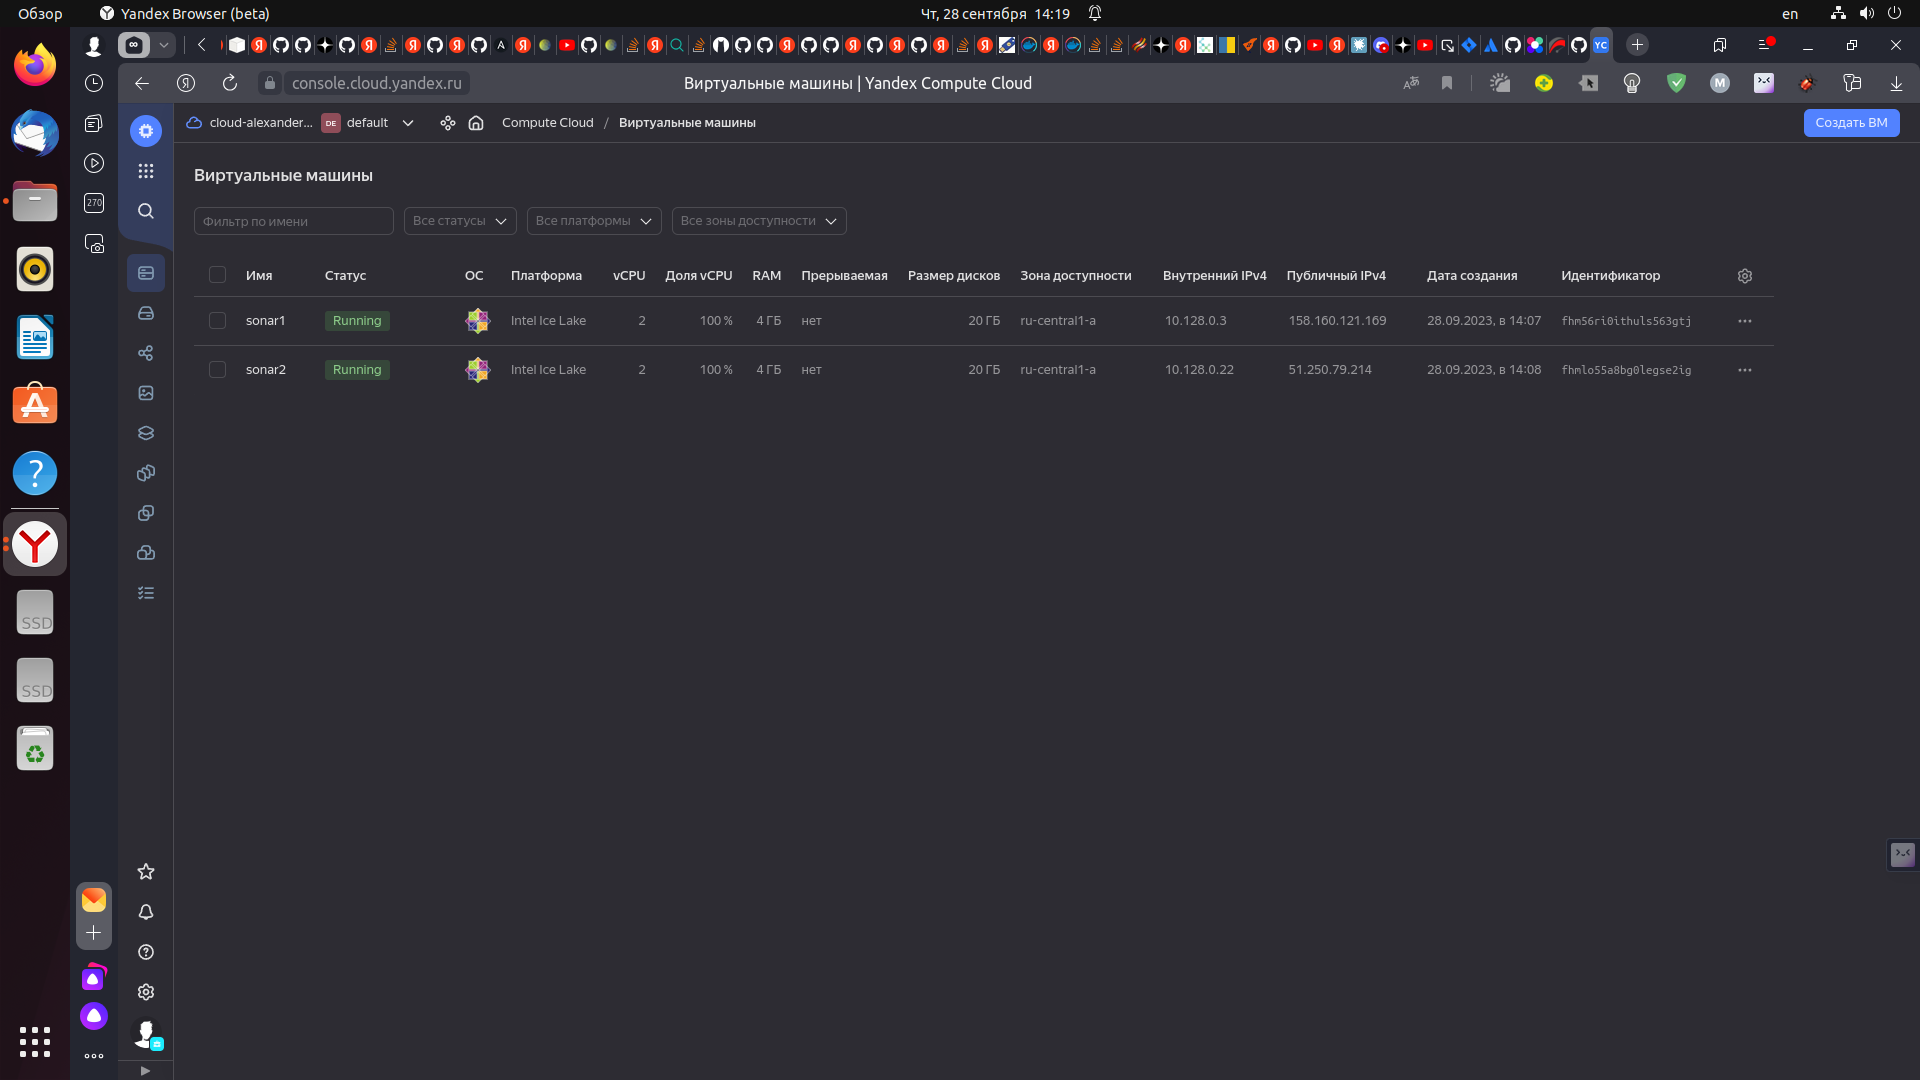 Обзор
Yandex Browser (beta)
Чт, 28 сентября 14:19
en
YC
console.cloud.yandex.ru
Виртуальные машины | Yandex Compute Cloud
270
cloud-alexander...
DE
default
Compute Cloud / Виртуальные машины
Создать ВМ
Виртуальные машины
Фильтр по имени
Все статусы
Все платформы
Все зоны доступности
Имя Статус ОС Платформа vCPU Доля vCPU RAM Прерываемая Размер дисков Зона доступности Внутренний IPv4 Публичный IPv4 Дата создания Идентификатор
sonar1 Running Intel Ice Lake 2 100 % 4 ГБ нет 20 ГБ ru-central1-a 10.128.0.3 158.160.121.169 28.09.2023, в 14:07 fhm56ri0ithuls563gtj
sonar2 Running Intel Ice Lake 2 100 % 4 ГБ нет 20 ГБ ru-central1-a 10.128.0.22 51.250.79.214 28.09.2023, в 14:08 fhmlo55a8bg0legse2ig
SSD
SSD